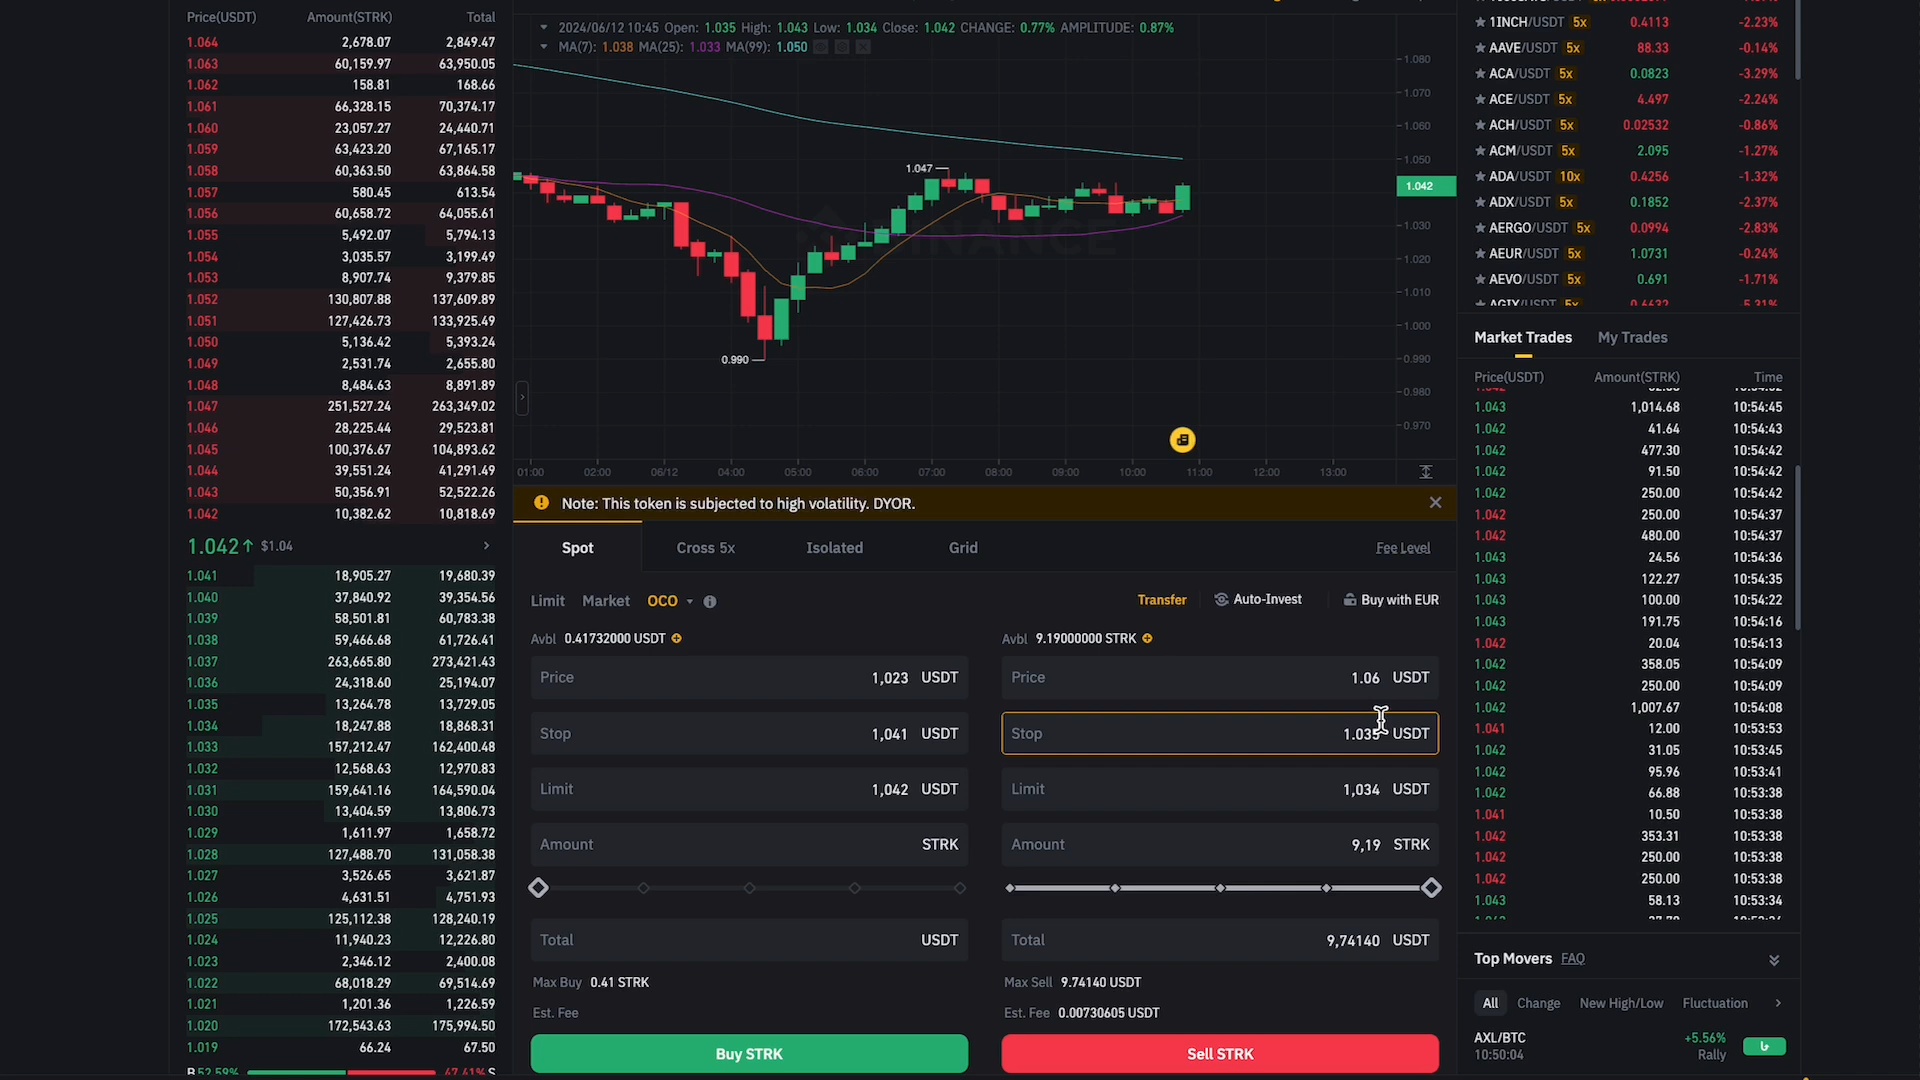 Price(USDT) Amount(STRK) Total
1.064 2,678.07 2,849.47
1.063 60,159.97 63,950.05
1.062 158.81 168.66
1.061 66,328.15 70,374.17
1.060 23,057.27 24,440.71
1.059 63,423.20 67,165.17
1.058 60,363.50 63,864.58
1.057 580.45 613.54
1.056 60,658.72 64,055.61
1.055 5,492.07 5,794.13
1.054 3,035.57 3,199.49
1.053 8,907.74 9,379.85
1.052 130,807.88 137,609.89
1.051 127,426.73 133,925.49
1.050 5,136.42 5,393.24
1.049 2,531.74 2,655.80
1.048 8,484.63 8,891.89
1.047 251,527.24 263,349.02
1.046 28,225.44 29,523.81
1.045 100,376.67 104,893.62
1.044 39,551.24 41,291.49
1.043 50,356.91 52,522.26
1.042 10,382.62 10,818.69
1.042↑ $1.04
1.041 18,905.27 19,680.39
1.040 37,840.92 39,354.56
1.039 58,501.81 60,783.38
1.038 59,466.68 61,726.41
1.037 263,665.80 273,421.43
1.036 24,318.60 25,194.07
1.035 13,264.78 13,729.05
1.034 18,247.88 18,868.31
1.033 157,212.47 162,400.48
1.032 12,568.63 12,970.83
1.031 159,641.16 164,590.04
1.030 13,404.59 13,806.73
1.029 1,611.97 1,658.72
1.028 127,488.70 131,058.38
1.027 3,526.65 3,621.87
1.026 4,631.51 4,751.93
1.025 125,112.38 128,240.19
1.024 11,940.23 12,226.80
1.023 2,346.12 2,400.08
1.022 68,018.29 69,514.69
1.021 1,201.36 1,226.59
1.020 172,543.63 175,994.50
1.019 66.24 67.50
B 52.59% 47.41% S
2024/06/12 10:45 Open: 1.035 High: 1.043 Low: 1.034 Close: 1.042 CHANGE: 0.77% AMPLITUDE: 0.87%
MA(7): 1.038 MA(25): 1.033 MA(99): 1.050
1.080
1.070
1.060
1.050
1.042
1.030
1.020
1.010
1.000
0.990
0.980
0.970
1.047
0.990
BINANCE
01:00 02:00 06/12 04:00 05:00 06:00 07:00 08:00 09:00 10:00 11:00 12:00 13:00
Note: This token is subjected to high volatility. DYOR.
Spot Cross 5x Isolated Grid Fee Level
Limit Market OCO Transfer Auto-Invest Buy with EUR
Avbl 0.41732000 USDT
Price 1,023 USDT
Stop 1,041 USDT
Limit 1,042 USDT
Amount STRK
Total USDT
Max Buy 0.41 STRK
Est. Fee
Buy STRK
Avbl 9.19000000 STRK
Price 1.06 USDT
Stop 1.035 USDT
Limit 1,034 USDT
Amount 9,19 STRK
Total 9,74140 USDT
Max Sell 9.74140 USDT
Est. Fee 0.00730605 USDT
Sell STRK
1INCH/USDT 5x 0.4113 -2.23%
AAVE/USDT 5x 88.33 -0.14%
ACA/USDT 5x 0.0823 -3.29%
ACE/USDT 5x 4.497 -2.24%
ACH/USDT 5x 0.02532 -0.86%
ACM/USDT 5x 2.095 -1.27%
ADA/USDT 10x 0.4256 -1.32%
ADX/USDT 5x 0.1852 -2.37%
AERGO/USDT 5x 0.0994 -2.83%
AEUR/USDT 5x 1.0731 -0.24%
AEVO/USDT 5x 0.691 -1.71%
AGIX/USDT 5x 0.6632 -5.31%
Market Trades My Trades
Price(USDT) Amount(STRK) Time
1.043 1,014.68 10:54:45
1.042 41.64 10:54:43
1.042 477.30 10:54:42
1.042 91.50 10:54:42
1.042 250.00 10:54:42
1.042 250.00 10:54:37
1.042 480.00 10:54:37
1.043 24.56 10:54:36
1.043 122.27 10:54:35
1.043 100.00 10:54:22
1.043 191.75 10:54:16
1.042 20.04 10:54:13
1.042 358.05 10:54:09
1.042 250.00 10:54:09
1.042 1,007.67 10:54:08
1.041 12.00 10:53:53
1.042 31.05 10:53:45
1.042 95.96 10:53:41
1.042 66.88 10:53:38
1.041 10.50 10:53:38
1.042 353.31 10:53:38
1.042 250.00 10:53:38
1.042 250.00 10:53:38
1.043 58.13 10:53:34
Top Movers FAQ
All Change New High/Low Fluctuation
AXL/BTC +5.56%
10:50:04 Rally